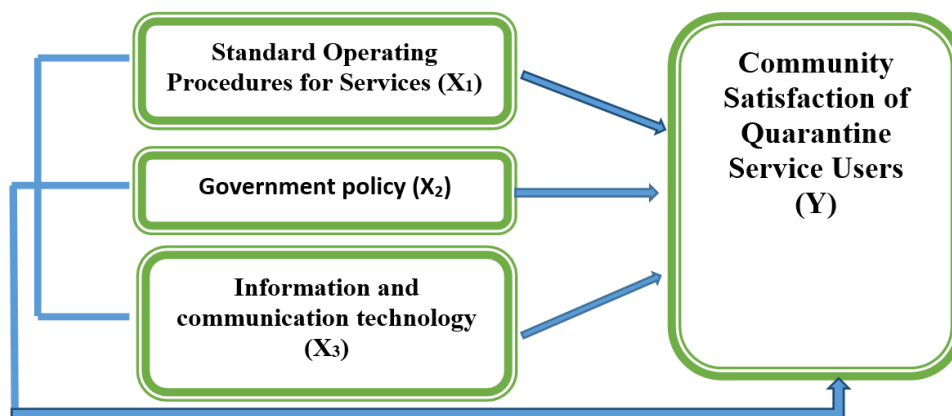 Standard Operating
Procedures for Services (X₁)
Government policy (X₂)
Information and
communication technology
(X₃)
Community
Satisfaction of
Quarantine
Service Users
(Y)